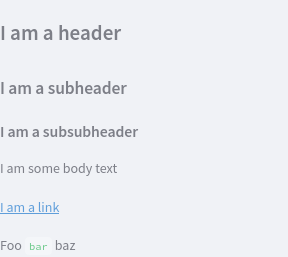 I am a header
I am a subheader
I am a subsubheader
I am some body text
I am a link
Foo bar baz